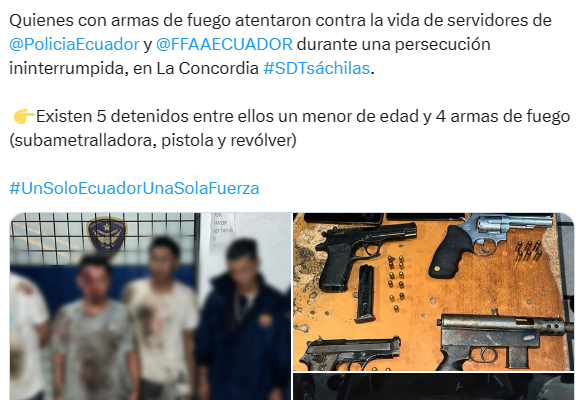 Quienes con armas de fuego atentaron contra la vida de servidores de
@PoliciaEcuador y @FFAAECUADOR durante una persecución
ininterrumpida, en La Concordia #SDTsáchilas.
👉Existen 5 detenidos entre ellos un menor de edad y 4 armas de fuego
(subametralladora, pistola y revólver)
#UnSoloEcuadorUnaSolaFuerza